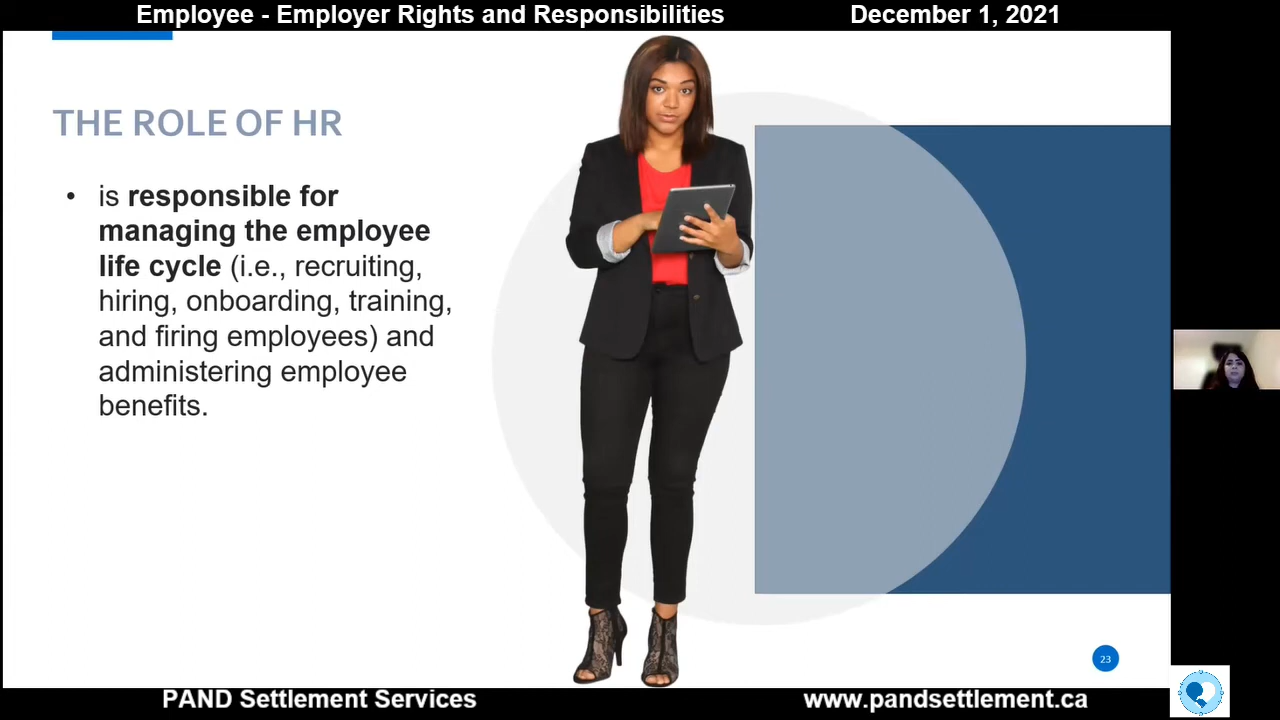 Employee - Employer Rights and Responsibilities
December 1, 2021
THE ROLE OF HR
• is responsible for
managing the employee
life cycle (i.e., recruiting,
hiring, onboarding, training,
and firing employees) and
administering employee
benefits.
23
PAND Settlement Services
www.pandsettlement.ca